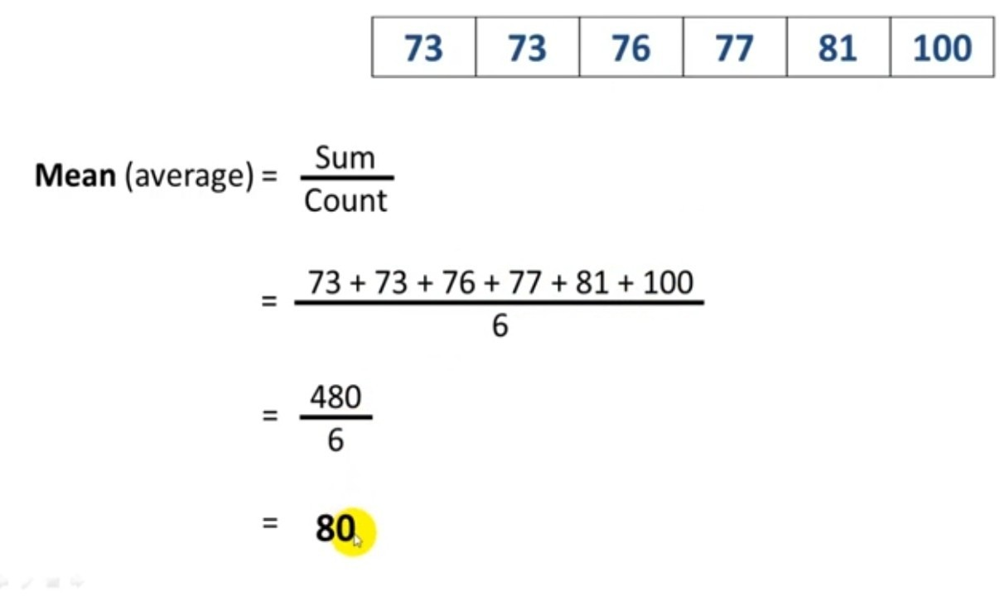 73 73 76 77 81 100
Mean (average) = Sum
Count
= 73 + 73 + 76 + 77 + 81 + 100
6
= 480
6
= 80